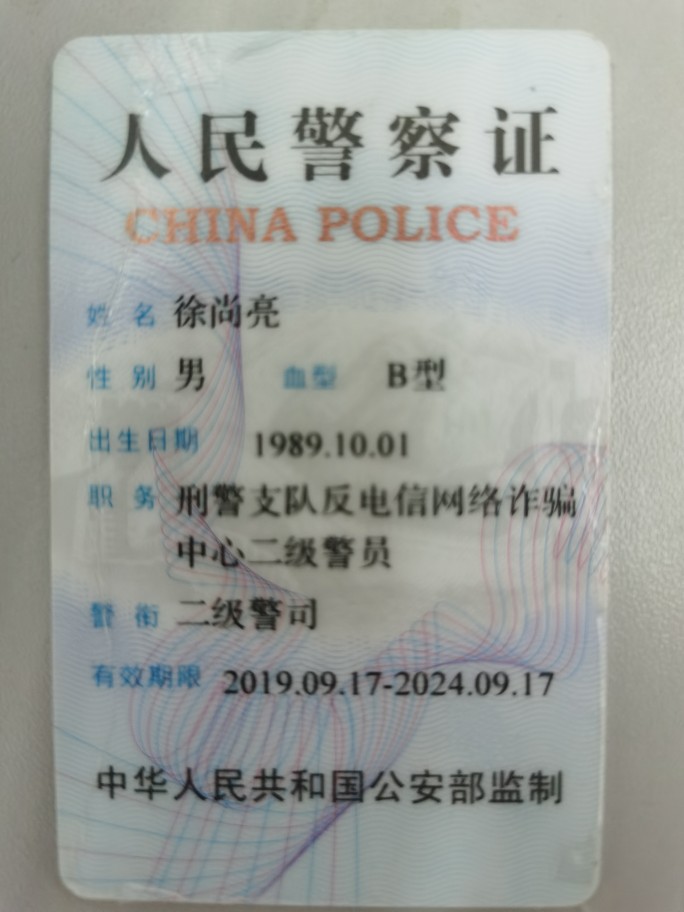 人民警察证
CHINA POLICE
姓 名 徐尚亮
性 别 男 血型 B型
出生日期 1989.10.01
职 务 刑警支队反电信网络诈骗
中心二级警员
警 衔 二级警司
有效期限 2019.09.17-2024.09.17
中华人民共和国公安部监制